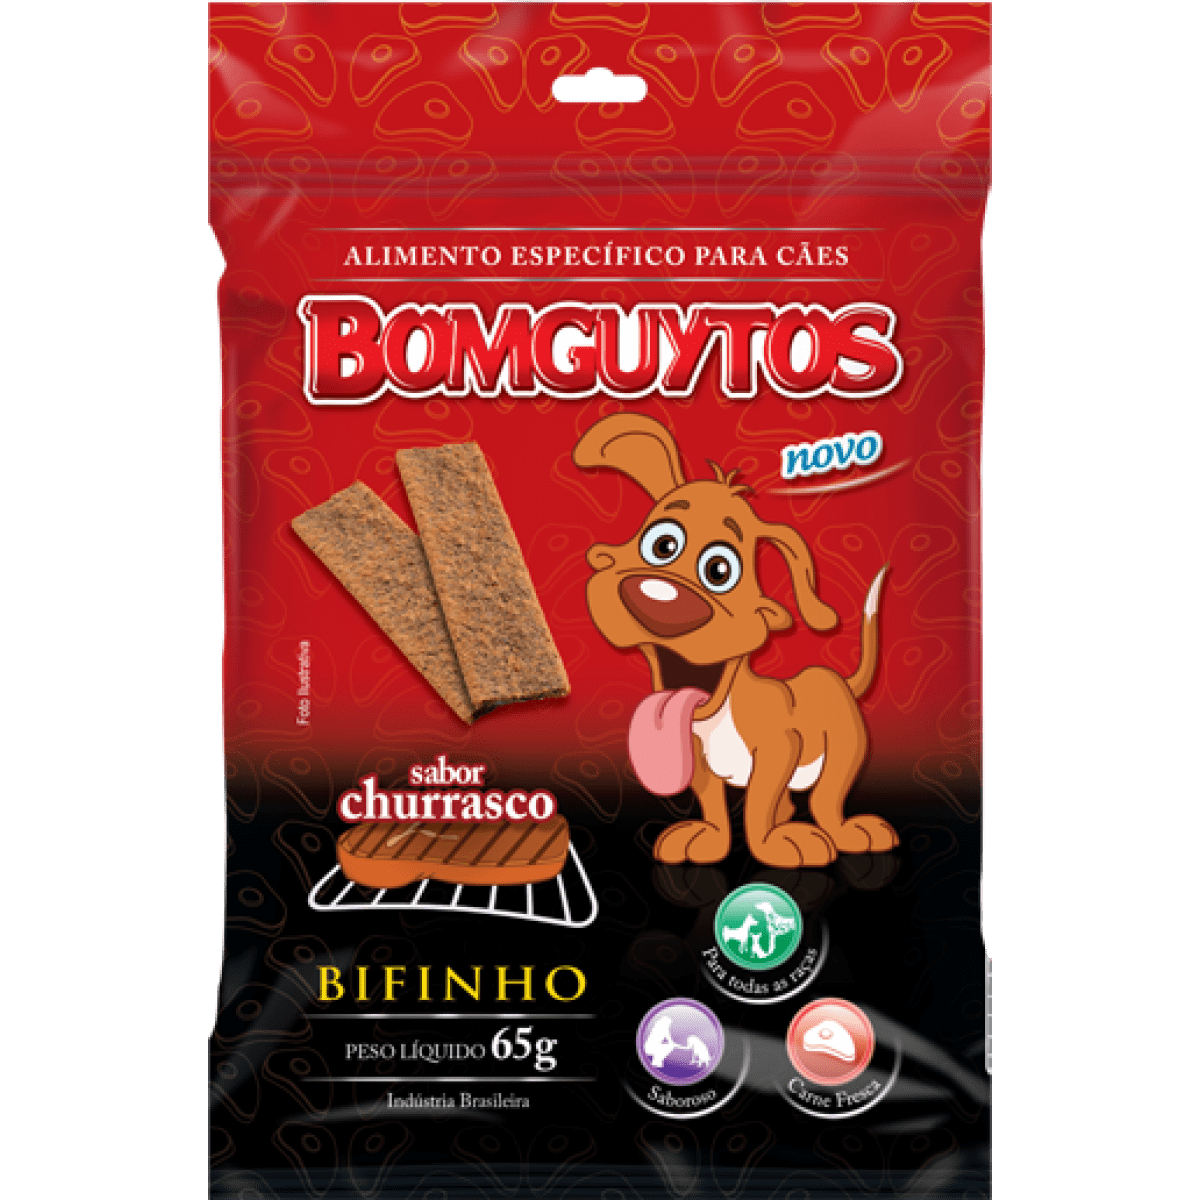 ALIMENTO ESPECÍFICO PARA CÃES
BOMGUYTOS
novo
Foto Ilustrativa
sabor
churrasco
BIFINHO
PESO LÍQUIDO 65g
Indústria Brasileira
Para todas as raças
Saboroso
Carne Fresca